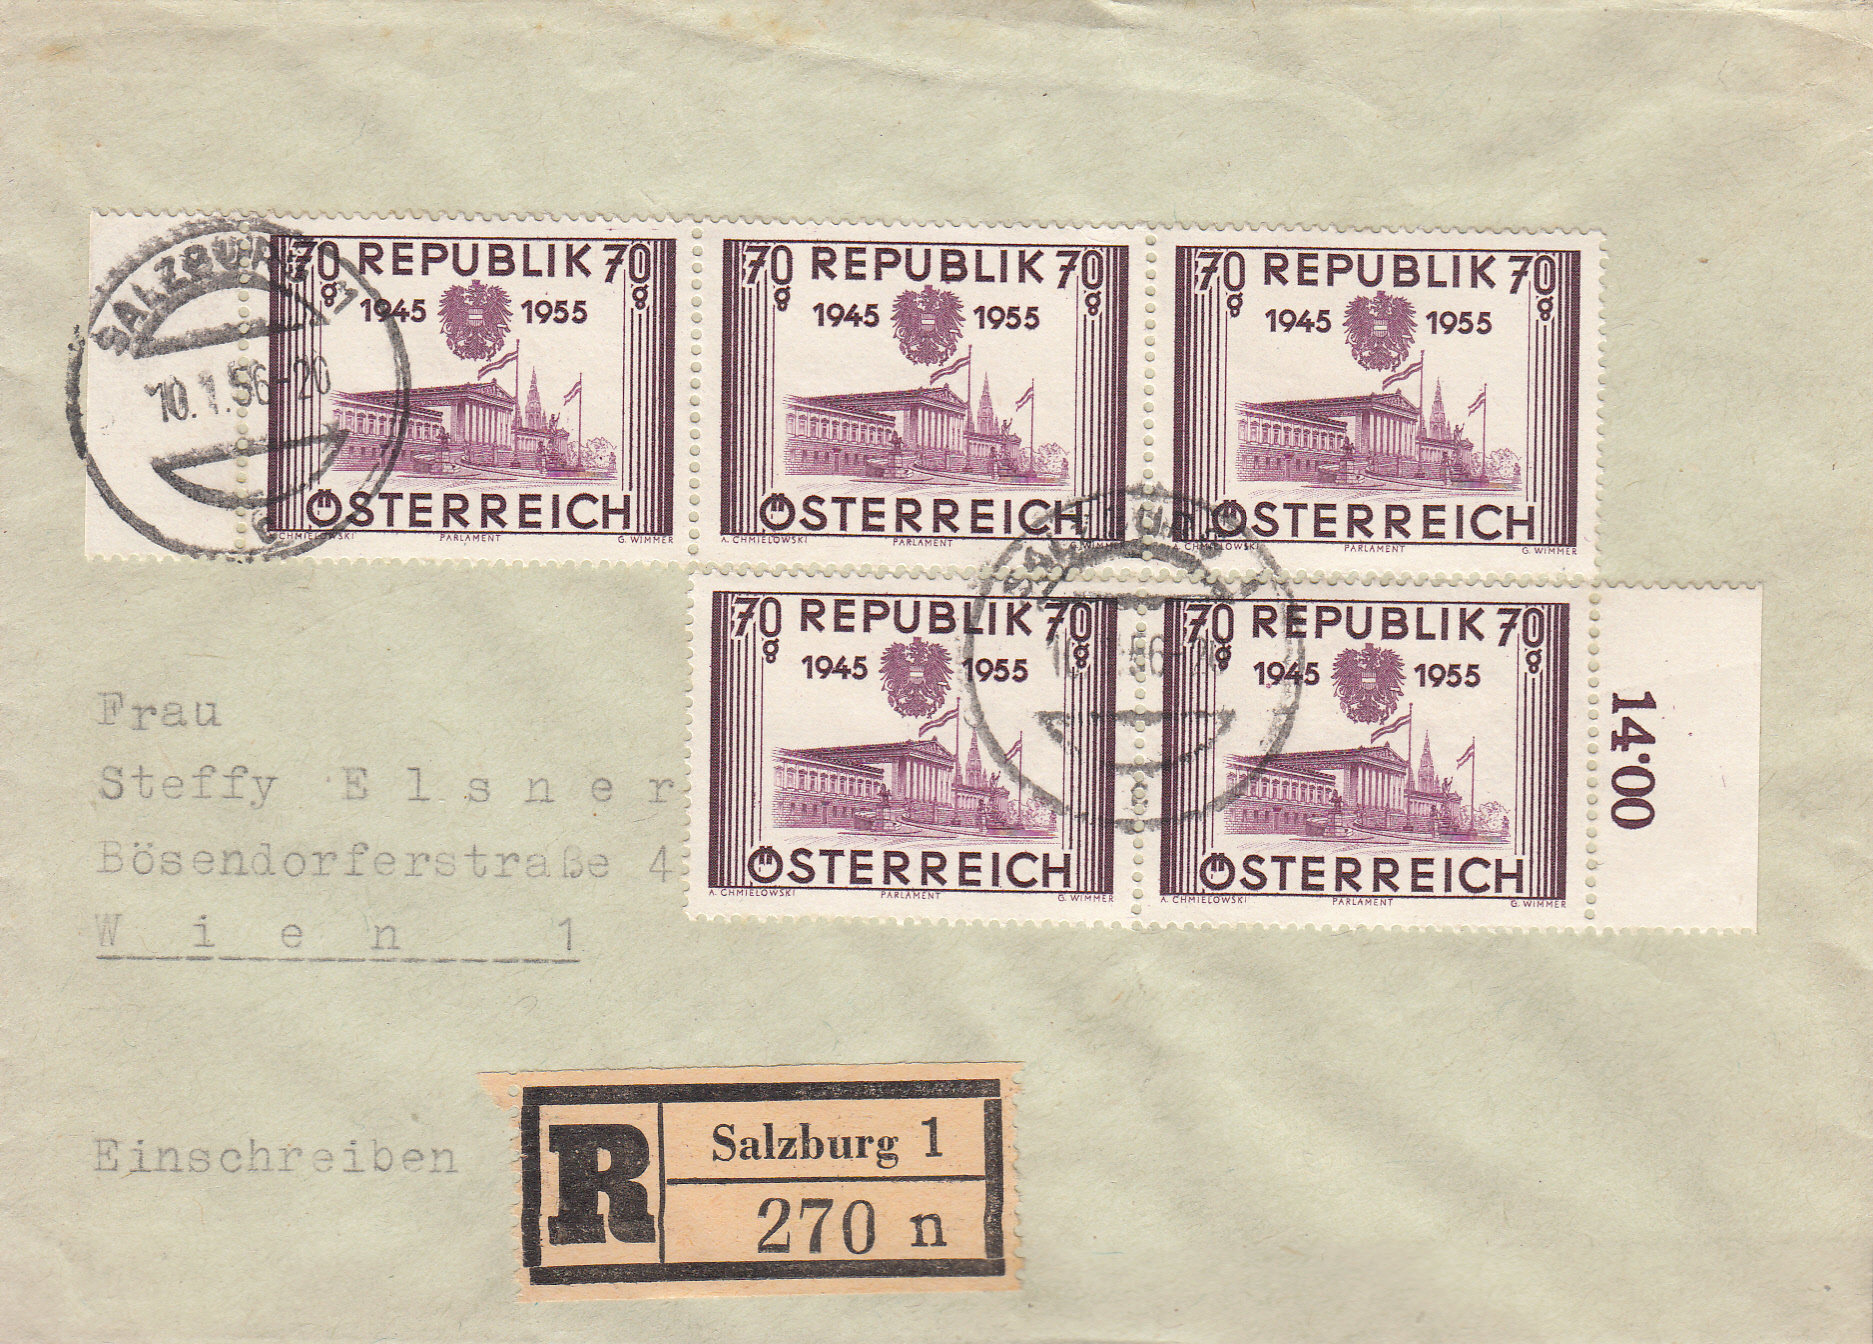 SALZBURG 1
10.1.56-20
c
70 REPUBLIK 70
g g
1945 1955
ÖSTERREICH
CHMIELOWSKI PARLAMENT G. WIMMER
70 REPUBLIK 70
g g
1945 1955
ÖSTERREICH
A. CHMIELOWSKI PARLAMENT G. WIMMER
70 REPUBLIK 70
g g
1945 1955
ÖSTERREICH
A. CHMIELOWSKI PARLAMENT G. WIMMER
70 REPUBLIK 70
g g
1945 1955
ÖSTERREICH
A. CHMIELOWSKI PARLAMENT G. WIMMER
70 REPUBLIK 70
g g
1945 1955
ÖSTERREICH
A. CHMIELOWSKI PARLAMENT G. WIMMER
14·00
Frau
Steffy E l s n e r
Bösendorferstraße 4
W i e n 1
Einschreiben
R
Salzburg 1
270 n